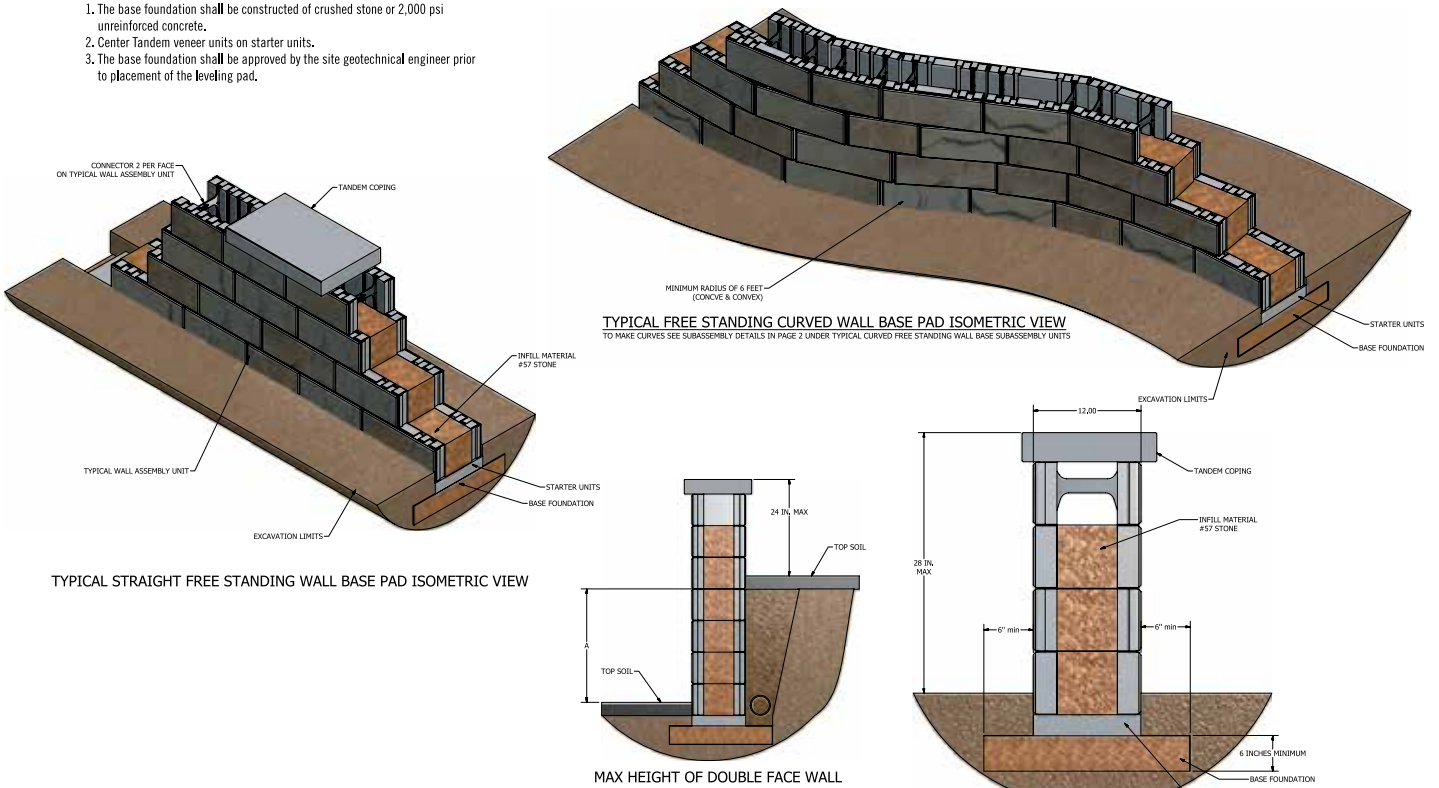 1. The base foundation shall be constructed of crushed stone or 2,000 psi
unreinforced concrete.
2. Center Tandem veneer units on starter units.
3. The base foundation shall be approved by the site geotechnical engineer prior
to placement of the leveling pad.
CONNECTOR 2 PER FACE
ON TYPICAL WALL ASSEMBLY UNIT
TANDEM COPING
INFILL MATERIAL
#57 STONE
TYPICAL WALL ASSEMBLY UNIT
STARTER UNITS
BASE FOUNDATION
EXCAVATION LIMITS
TYPICAL STRAIGHT FREE STANDING WALL BASE PAD ISOMETRIC VIEW
MINIMUM RADIUS OF 6 FEET
(CONCVE & CONVEX)
TYPICAL FREE STANDING CURVED WALL BASE PAD ISOMETRIC VIEW
TO MAKE CURVES SEE SUBASSEMBLY DETAILS IN PAGE 2 UNDER TYPICAL CURVED FREE STANDING WALL BASE SUBASSEMBLY UNITS
STARTER UNITS
BASE FOUNDATION
EXCAVATION LIMITS
24 IN. MAX
TOP SOIL
A
TOP SOIL
MAX HEIGHT OF DOUBLE FACE WALL
12.00
TANDEM COPING
INFILL MATERIAL
#57 STONE
28 IN.
MAX
6" min
6" min
6 INCHES MINIMUM
BASE FOUNDATION